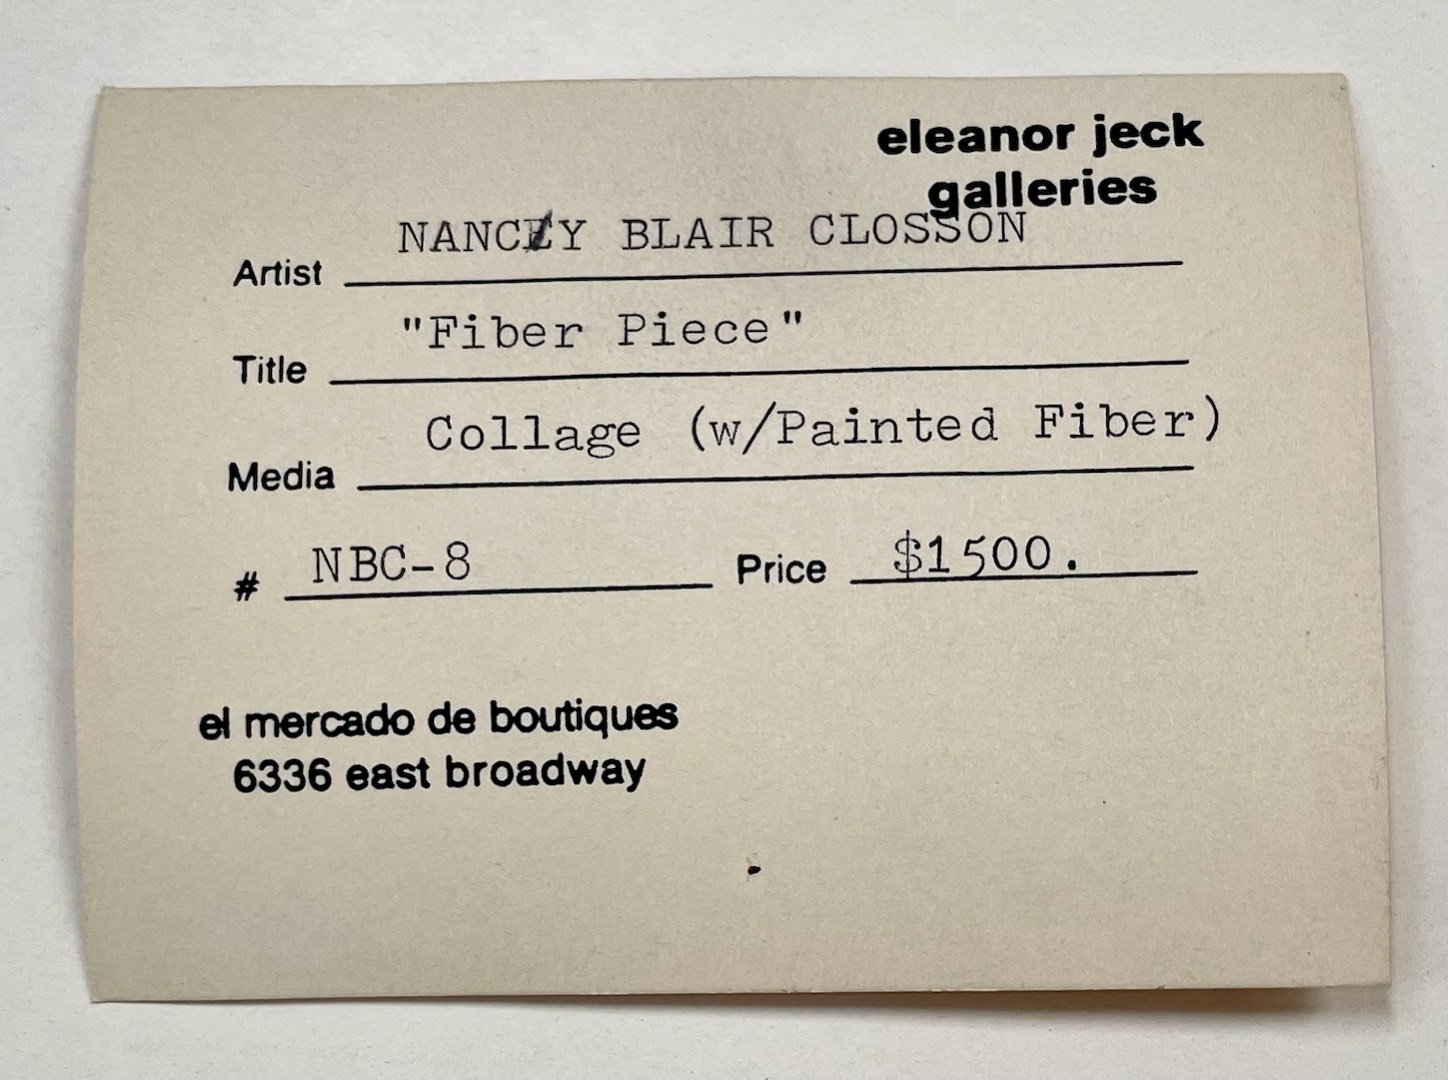 eleanor jeck
galleries
Artist NANCY BLAIR CLOSSON
Title "Fiber Piece"
Media Collage (w/Painted Fiber)
# NBC-8 Price $1500.
el mercado de boutiques
6336 east broadway